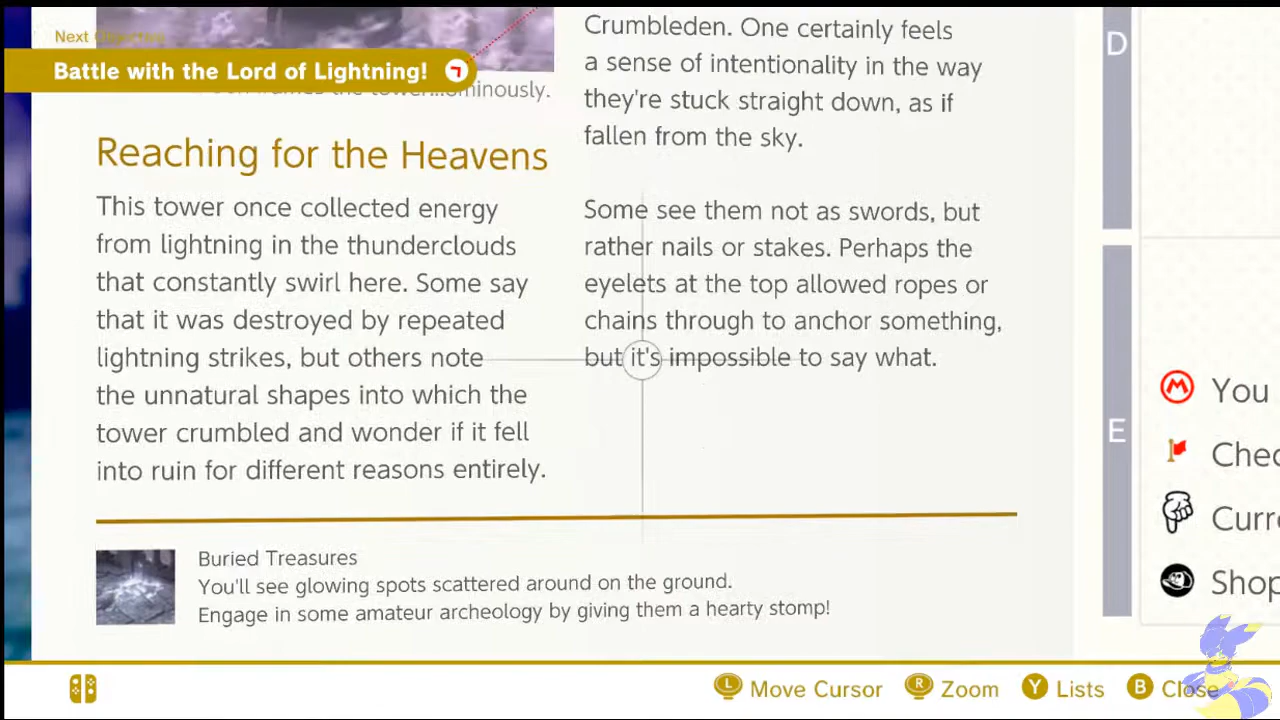 Next Objective
Battle with the Lord of Lightning!
the tower...ominously.
Reaching for the Heavens
This tower once collected energy
from lightning in the thunderclouds
that constantly swirl here. Some say
that it was destroyed by repeated
lightning strikes, but others note
the unnatural shapes into which the
tower crumbled and wonder if it fell
into ruin for different reasons entirely.
Crumbleden. One certainly feels
a sense of intentionality in the way
they're stuck straight down, as if
fallen from the sky.
Some see them not as swords, but
rather nails or stakes. Perhaps the
eyelets at the top allowed ropes or
chains through to anchor something,
but it's impossible to say what.
Buried Treasures
You'll see glowing spots scattered around on the ground.
Engage in some amateur archeology by giving them a hearty stomp!
D
E
M
You
Chec
Curre
Shop
L Move Cursor
R Zoom
Y Lists
B Close